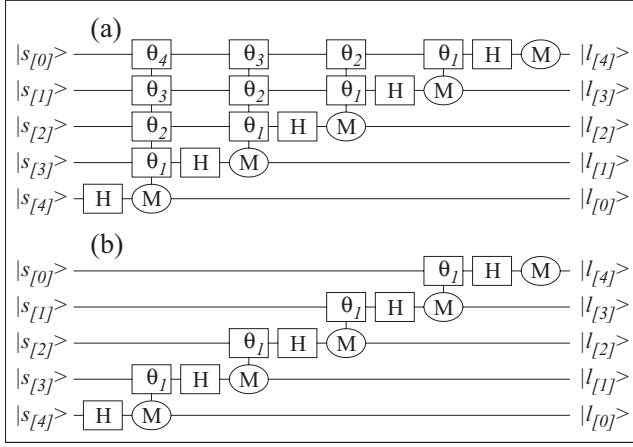 (a)
|s[0]> θ4 θ3 θ2 θ1 H M |l[4]>
|s[1]> θ3 θ2 θ1 H M |l[3]>
|s[2]> θ2 θ1 H M |l[2]>
|s[3]> θ1 H M |l[1]>
|s[4]> H M |l[0]>
(b)
|s[0]> θ1 H M |l[4]>
|s[1]> θ1 H M |l[3]>
|s[2]> θ1 H M |l[2]>
|s[3]> θ1 H M |l[1]>
|s[4]> H M |l[0]>